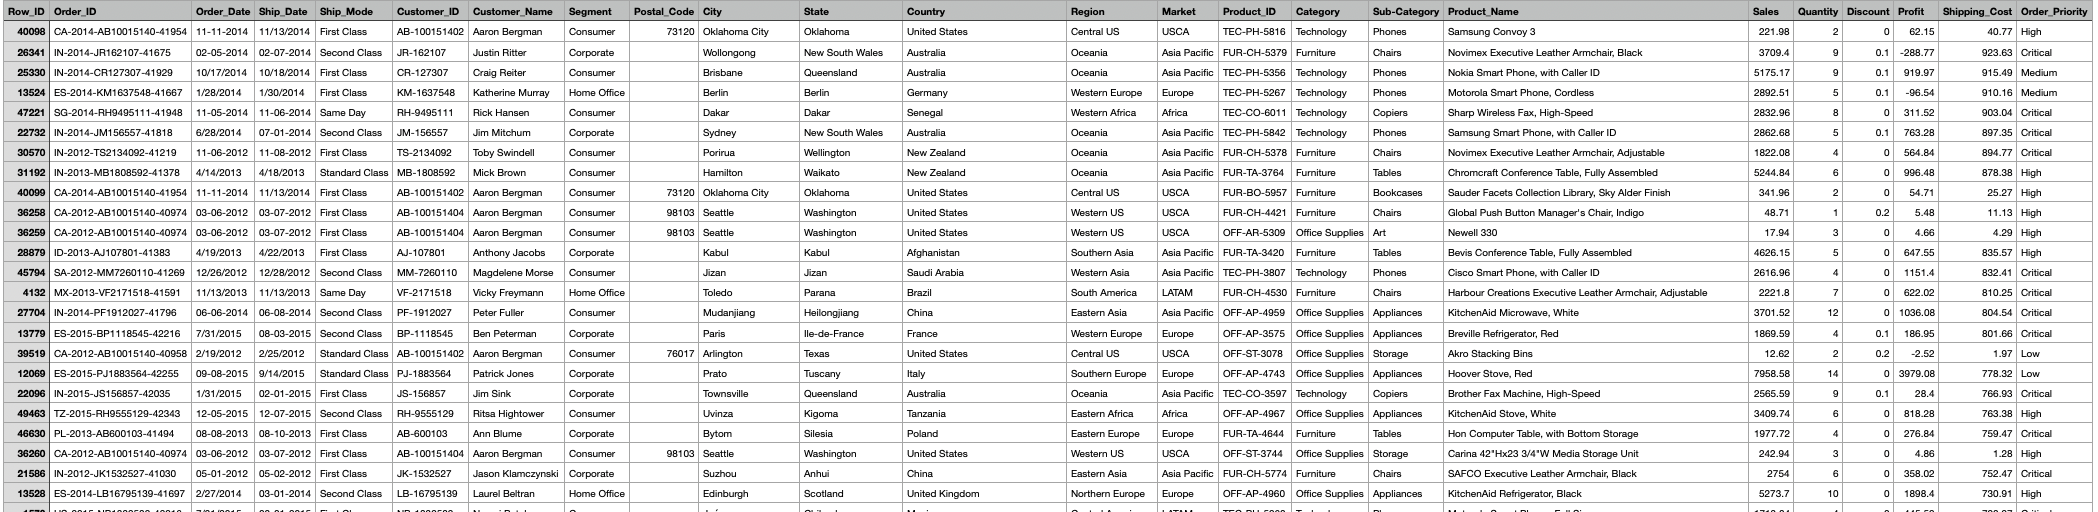 Row_ID Order_ID Order_Date Ship_Date Ship_Mode Customer_ID Customer_Name Segment Postal_Code City State Country Region Market Product_ID Category Sub-Category Product_Name Sales Quantity Discount Profit Shipping_Cost Order_Priority
40098 CA-2014-AB10015140-41954 11-11-2014 11/13/2014 First Class AB-100151402 Aaron Bergman Consumer 73120 Oklahoma City Oklahoma United States Central US USCA TEC-PH-5816 Technology Phones Samsung Convoy 3 221.98 2 0 62.15 40.77 High
26341 IN-2014-JR162107-41675 02-05-2014 02-07-2014 Second Class JR-162107 Justin Ritter Corporate Wollongong New South Wales Australia Oceania Asia Pacific FUR-CH-5379 Furniture Chairs Novimex Executive Leather Armchair, Black 3709.4 9 0.1 -288.77 923.63 Critical
25330 IN-2014-CR127307-41929 10/17/2014 10/18/2014 First Class CR-127307 Craig Reiter Consumer Brisbane Queensland Australia Oceania Asia Pacific TEC-PH-5356 Technology Phones Nokia Smart Phone, with Caller ID 5175.17 9 0.1 919.97 915.49 Medium
13524 ES-2014-KM1637548-41667 1/28/2014 1/30/2014 First Class KM-1637548 Katherine Murray Home Office Berlin Berlin Germany Western Europe Europe TEC-PH-5267 Technology Phones Motorola Smart Phone, Cordless 2892.51 5 0.1 -96.54 910.16 Medium
47221 SG-2014-RH9495111-41948 11-05-2014 11-06-2014 Same Day RH-9495111 Rick Hansen Consumer Dakar Dakar Senegal Western Africa Africa TEC-CO-6011 Technology Copiers Sharp Wireless Fax, High-Speed 2832.96 8 0 311.52 903.04 Critical
22732 IN-2014-JM156557-41818 6/28/2014 07-01-2014 Second Class JM-156557 Jim Mitchum Corporate Sydney New South Wales Australia Oceania Asia Pacific TEC-PH-5842 Technology Phones Samsung Smart Phone, with Caller ID 2862.68 5 0.1 763.28 897.35 Critical
30570 IN-2012-TS2134092-41219 11-06-2012 11-08-2012 First Class TS-2134092 Toby Swindell Consumer Porirua Wellington New Zealand Oceania Asia Pacific FUR-CH-5378 Furniture Chairs Novimex Executive Leather Armchair, Adjustable 1822.08 4 0 564.84 894.77 Critical
31192 IN-2013-MB1808592-41378 4/14/2013 4/18/2013 Standard Class MB-1808592 Mick Brown Consumer Hamilton Waikato New Zealand Oceania Asia Pacific FUR-TA-3764 Furniture Tables Chromcraft Conference Table, Fully Assembled 5244.84 6 0 996.48 878.38 High
40099 CA-2014-AB10015140-41954 11-11-2014 11/13/2014 First Class AB-100151402 Aaron Bergman Consumer 73120 Oklahoma City Oklahoma United States Central US USCA FUR-BO-5957 Furniture Bookcases Sauder Facets Collection Library, Sky Alder Finish 341.96 2 0 54.71 25.27 High
36258 CA-2012-AB10015140-40974 03-06-2012 03-07-2012 First Class AB-100151404 Aaron Bergman Consumer 98103 Seattle Washington United States Western US USCA FUR-CH-4421 Furniture Chairs Global Push Button Manager's Chair, Indigo 48.71 1 0.2 5.48 11.13 High
36259 CA-2012-AB10015140-40974 03-06-2012 03-07-2012 First Class AB-100151404 Aaron Bergman Consumer 98103 Seattle Washington United States Western US USCA OFF-AR-5309 Office Supplies Art Newell 330 17.94 3 0 4.66 4.29 High
28879 ID-2013-AJ107801-41383 4/19/2013 4/22/2013 First Class AJ-107801 Anthony Jacobs Corporate Kabul Kabul Afghanistan Southern Asia Asia Pacific FUR-TA-3420 Furniture Tables Bevis Conference Table, Fully Assembled 4626.15 5 0 647.55 835.57 High
45794 SA-2012-MM7260110-41269 12/26/2012 12/28/2012 Second Class MM-7260110 Magdelene Morse Consumer Jizan Jizan Saudi Arabia Western Asia Asia Pacific TEC-PH-3807 Technology Phones Cisco Smart Phone, with Caller ID 2616.96 4 0 1151.4 832.41 Critical
4132 MX-2013-VF2171518-41591 11/13/2013 11/13/2013 Same Day VF-2171518 Vicky Freymann Home Office Toledo Parana Brazil South America LATAM FUR-CH-4530 Furniture Chairs Harbour Creations Executive Leather Armchair, Adjustable 2221.8 7 0 622.02 810.25 Critical
27704 IN-2014-PF1912027-41796 06-06-2014 06-08-2014 Second Class PF-1912027 Peter Fuller Consumer Mudanjiang Heilongjiang China Eastern Asia Asia Pacific OFF-AP-4959 Office Supplies Appliances KitchenAid Microwave, White 3701.52 12 0 1036.08 804.54 Critical
13779 ES-2015-BP1118545-42216 7/31/2015 08-03-2015 Second Class BP-1118545 Ben Peterman Corporate Paris Ile-de-France France Western Europe Europe OFF-AP-3575 Office Supplies Appliances Breville Refrigerator, Red 1869.59 4 0.1 186.95 801.66 Critical
39519 CA-2012-AB10015140-40958 2/19/2012 2/25/2012 Standard Class AB-100151402 Aaron Bergman Consumer 76017 Arlington Texas United States Central US USCA OFF-ST-3078 Office Supplies Storage Akro Stacking Bins 12.62 2 0.2 -2.52 1.97 Low
12069 ES-2015-PJ1883564-42255 09-08-2015 9/14/2015 Standard Class PJ-1883564 Patrick Jones Corporate Prato Tuscany Italy Southern Europe Europe OFF-AP-4743 Office Supplies Appliances Hoover Stove, Red 7958.58 14 0 3979.08 778.32 Low
22096 IN-2015-JS156857-42035 1/31/2015 02-01-2015 First Class JS-156857 Jim Sink Corporate Townsville Queensland Australia Oceania Asia Pacific TEC-CO-3597 Technology Copiers Brother Fax Machine, High-Speed 2565.59 9 0.1 28.4 766.93 Critical
49463 TZ-2015-RH9555129-42343 12-05-2015 12-07-2015 Second Class RH-9555129 Ritsa Hightower Consumer Uvinza Kigoma Tanzania Eastern Africa Africa OFF-AP-4967 Office Supplies Appliances KitchenAid Stove, White 3409.74 6 0 818.28 763.38 High
46630 PL-2013-AB600103-41494 08-08-2013 08-10-2013 First Class AB-600103 Ann Blume Corporate Bytom Silesia Poland Eastern Europe Europe FUR-TA-4644 Furniture Tables Hon Computer Table, with Bottom Storage 1977.72 4 0 276.84 759.47 Critical
36260 CA-2012-AB10015140-40974 03-06-2012 03-07-2012 First Class AB-100151404 Aaron Bergman Consumer 98103 Seattle Washington United States Western US USCA OFF-ST-3744 Office Supplies Storage Carina 42"Hx23 3/4"W Media Storage Unit 242.94 3 0 4.86 1.28 High
21586 IN-2012-JK1532527-41030 05-01-2012 05-02-2012 First Class JK-1532527 Jason Klamczynski Corporate Suzhou Anhui China Eastern Asia Asia Pacific FUR-CH-5774 Furniture Chairs SAFCO Executive Leather Armchair, Black 2754 6 0 358.02 752.47 Critical
13528 ES-2014-LB16795139-41697 2/27/2014 03-01-2014 Second Class LB-16795139 Laurel Beltran Home Office Edinburgh Scotland United Kingdom Northern Europe Europe OFF-AP-4960 Office Supplies Appliances KitchenAid Refrigerator, Black 5273.7 10 0 1898.4 730.91 High